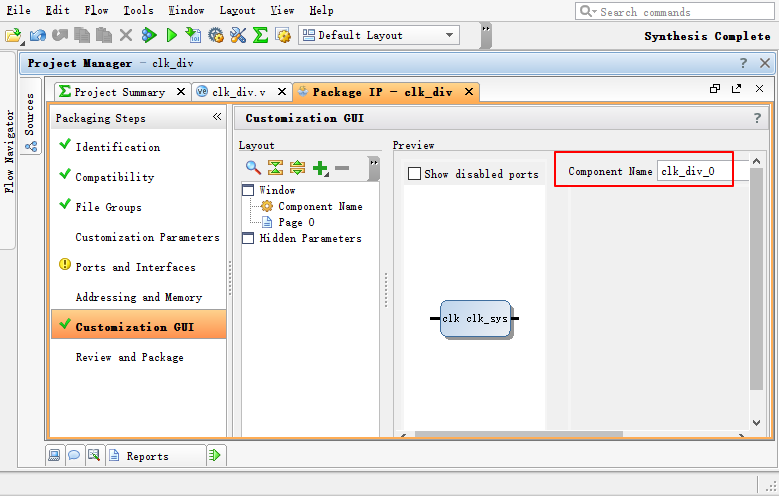 File Edit Flow Tools Window Layout View Help
Search commands
Default Layout
Synthesis Complete
Project Manager - clk_div
Flow Navigator
Sources
Project Summary
clk_div.v
Package IP - clk_div
Packaging Steps
Identification
Compatibility
File Groups
Customization Parameters
Ports and Interfaces
Addressing and Memory
Customization GUI
Review and Package
Customization GUI
Layout
Window
Component Name
Page 0
Hidden Parameters
Preview
Show disabled ports
clk clk_sys
Component Name clk_div_0
Reports